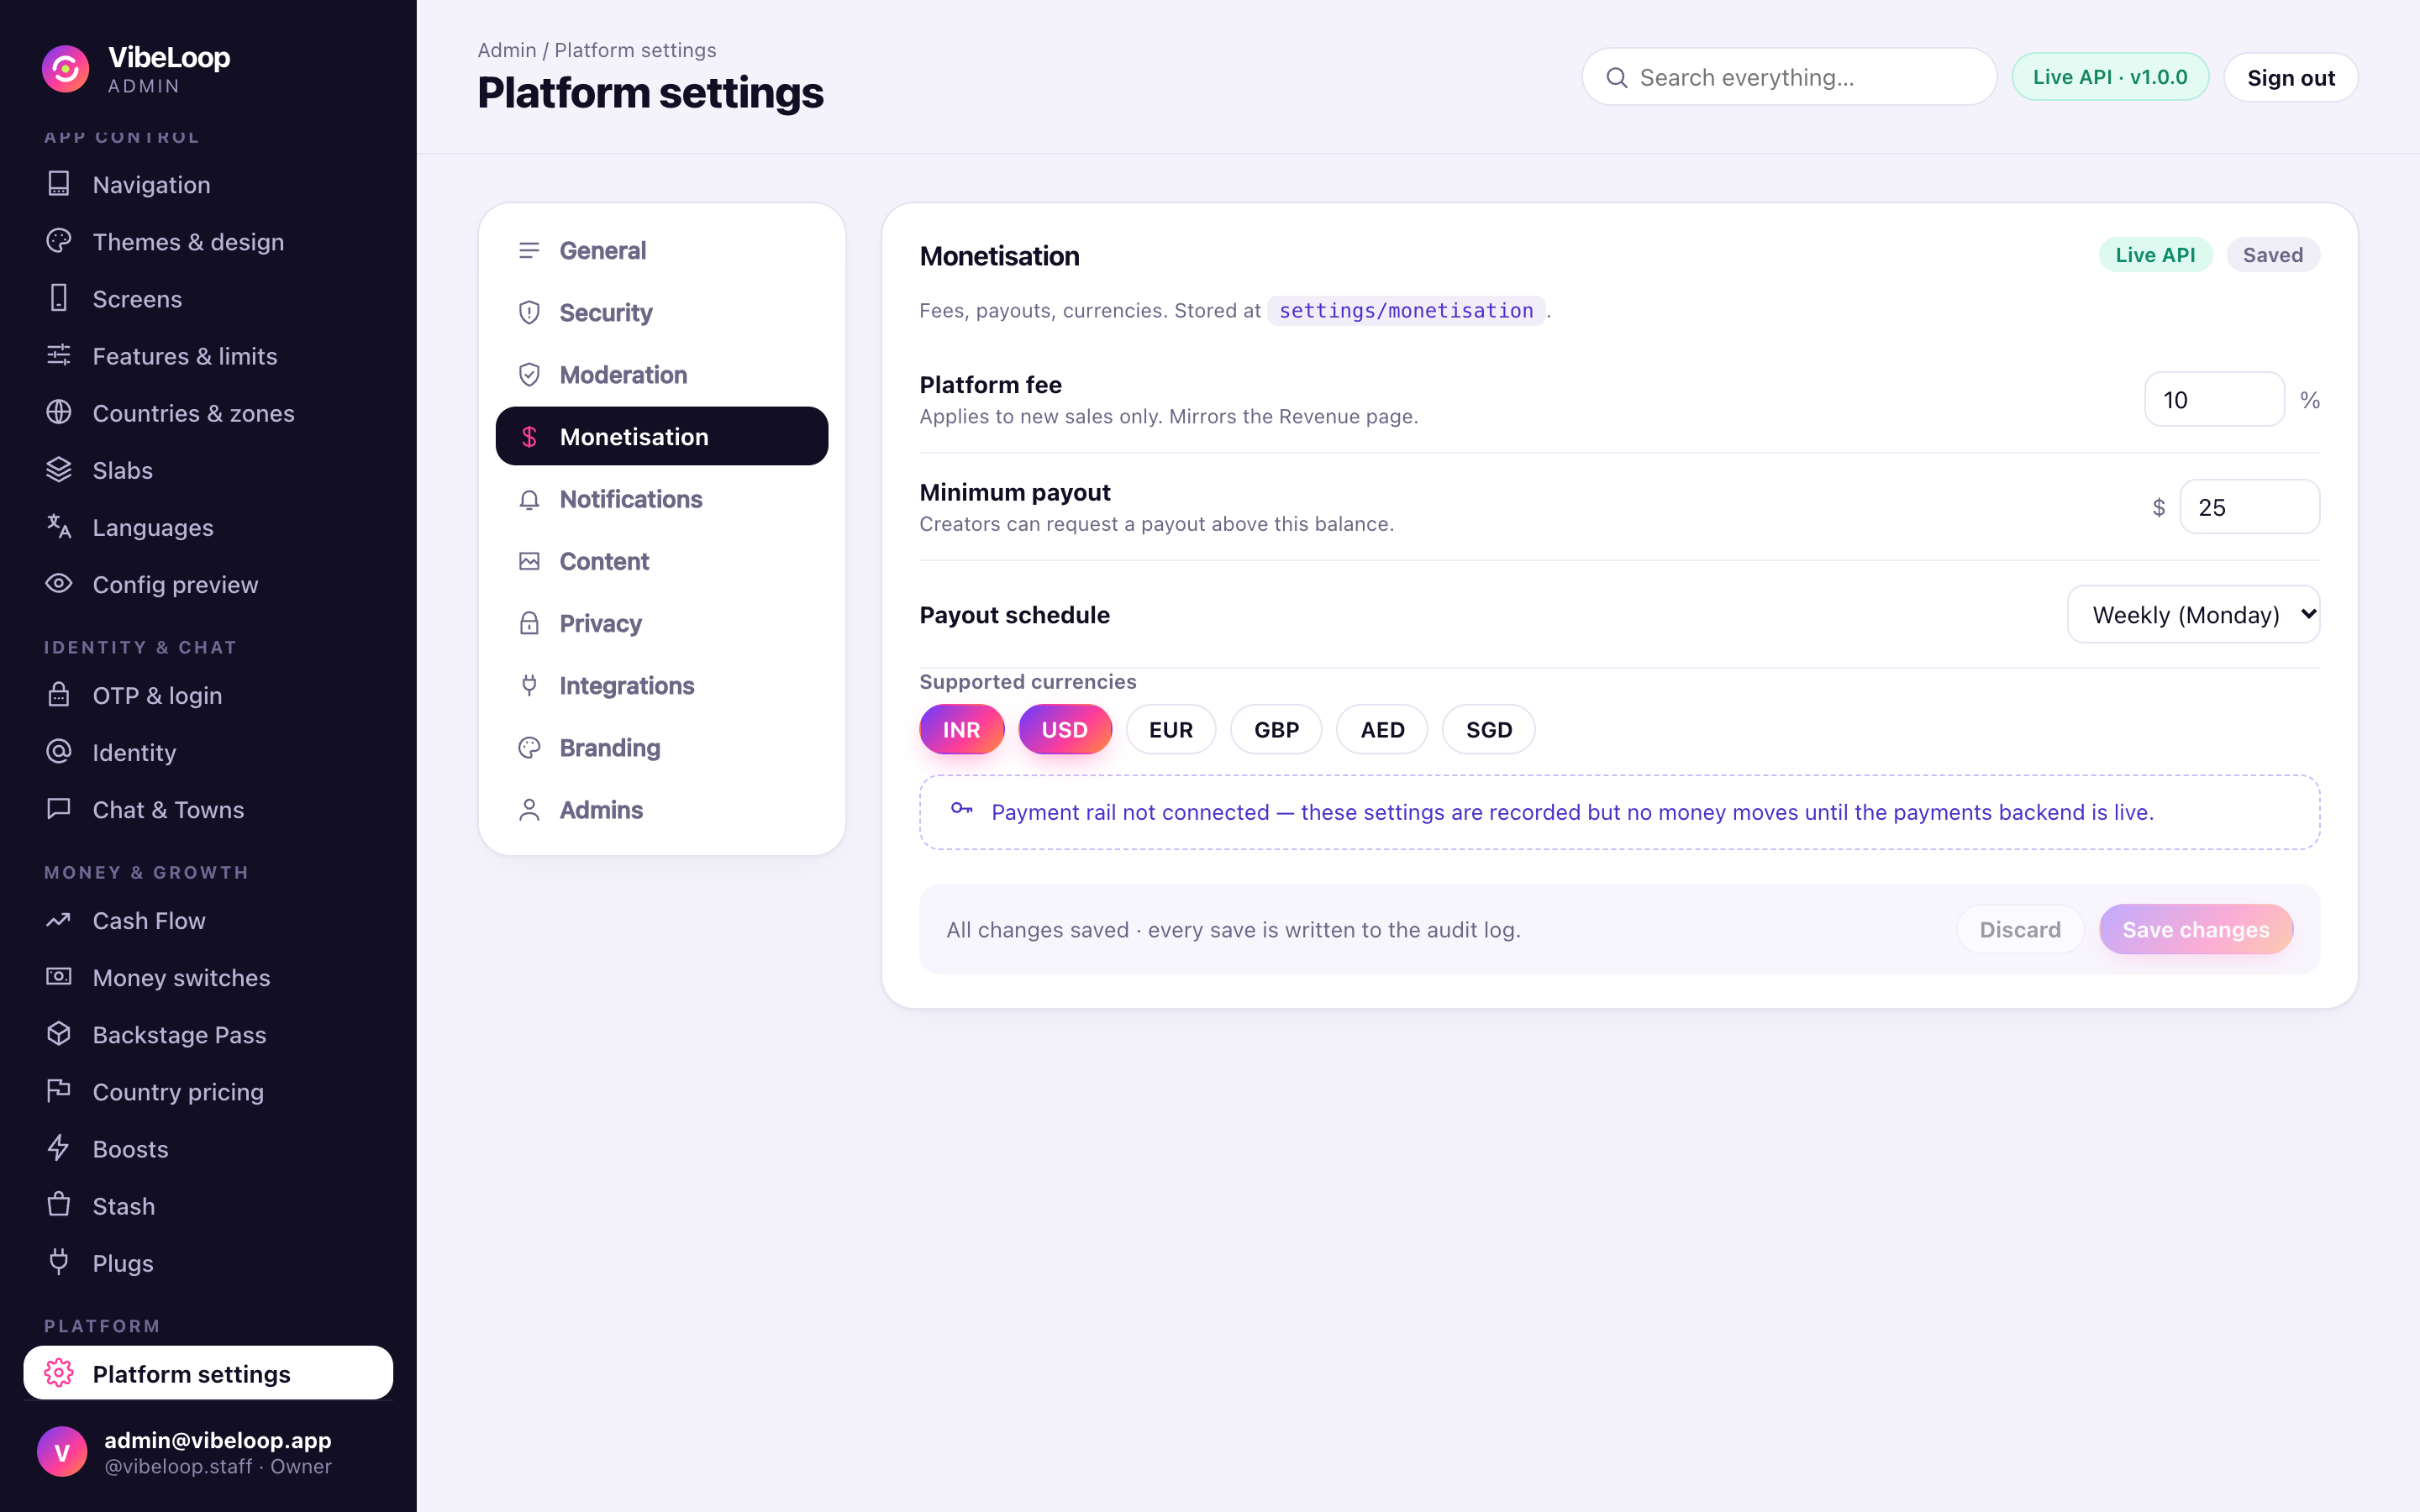 VibeLoop
ADMIN
APP CONTROL
Navigation
Themes & design
Screens
Features & limits
Countries & zones
Slabs
Languages
Config preview
IDENTITY & CHAT
OTP & login
Identity
Chat & Towns
MONEY & GROWTH
Cash Flow
Money switches
Backstage Pass
Country pricing
Boosts
Stash
Plugs
PLATFORM
Platform settings
V
admin@vibeloop.app
@vibeloop.staff · Owner
Admin / Platform settings
Platform settings
Search everything...
Live API · v1.0.0
Sign out
General
Security
Moderation
Monetisation
Notifications
Content
Privacy
Integrations
Branding
Admins
Monetisation
Live API
Saved
Fees, payouts, currencies. Stored at settings/monetisation.
Platform fee
Applies to new sales only. Mirrors the Revenue page.
10 %
Minimum payout
Creators can request a payout above this balance.
$ 25
Payout schedule
Weekly (Monday)
Supported currencies
INR USD EUR GBP AED SGD
Payment rail not connected — these settings are recorded but no money moves until the payments backend is live.
All changes saved · every save is written to the audit log.
Discard
Save changes